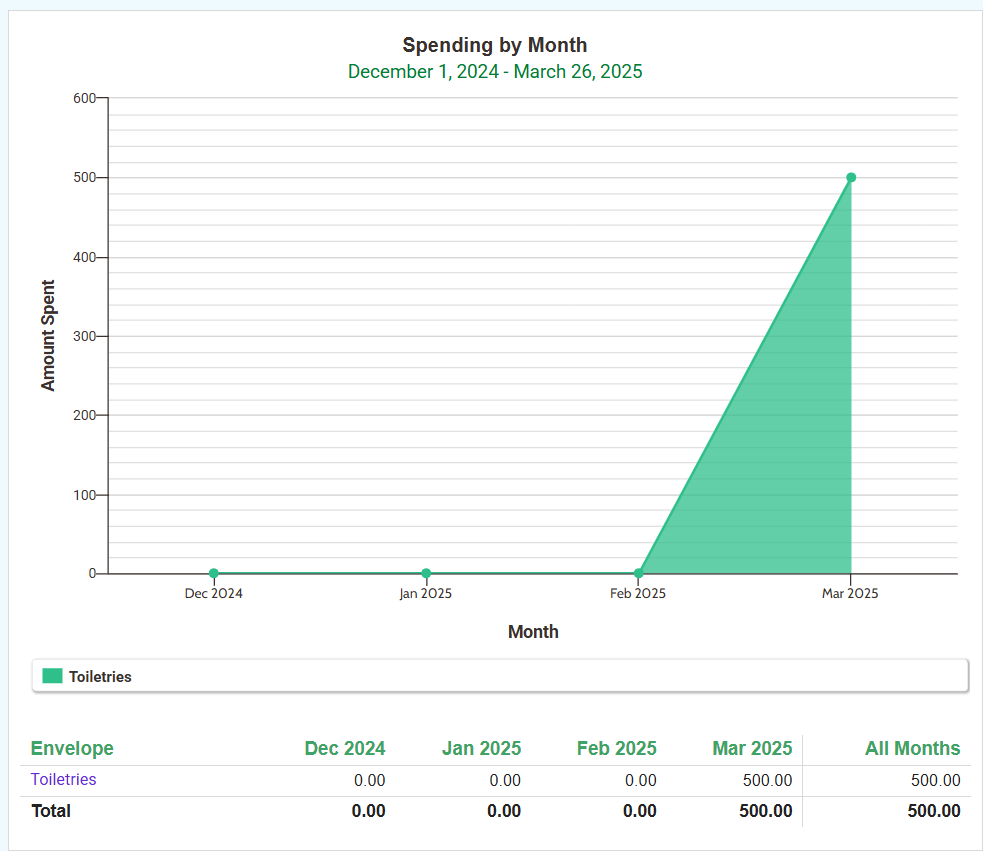 Spending by Month
December 1, 2024 - March 26, 2025
600
500
400
300
200
100
0
Amount Spent
Dec 2024 Jan 2025 Feb 2025 Mar 2025
Month
Toiletries
Envelope Dec 2024 Jan 2025 Feb 2025 Mar 2025 All Months
Toiletries 0.00 0.00 0.00 500.00 500.00
Total 0.00 0.00 0.00 500.00 500.00